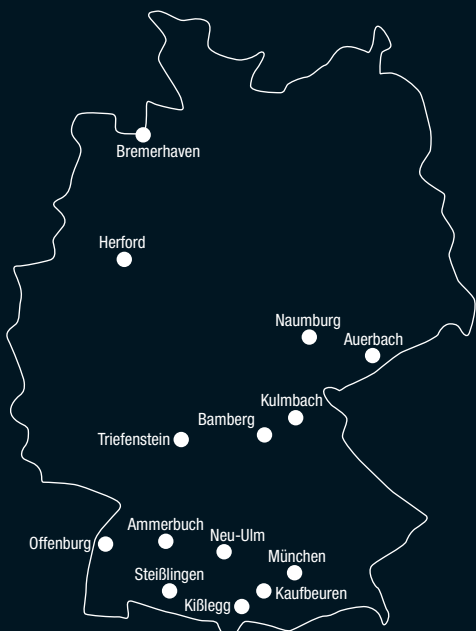 Bremerhaven
Herford
Naumburg
Auerbach
Kulmbach
Bamberg
Triefenstein
Ammerbuch
Neu-Ulm
Offenburg
München
Steißlingen
Kaufbeuren
Kißlegg